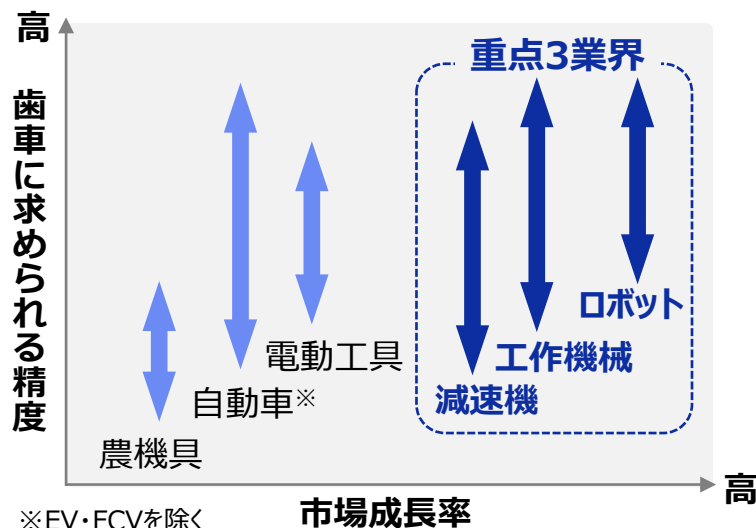 高
歯車に求められる精度
重点3業界
ロボット
工作機械
減速機
電動工具
自動車※
農機具
高
市場成長率
※EV・FCVを除く